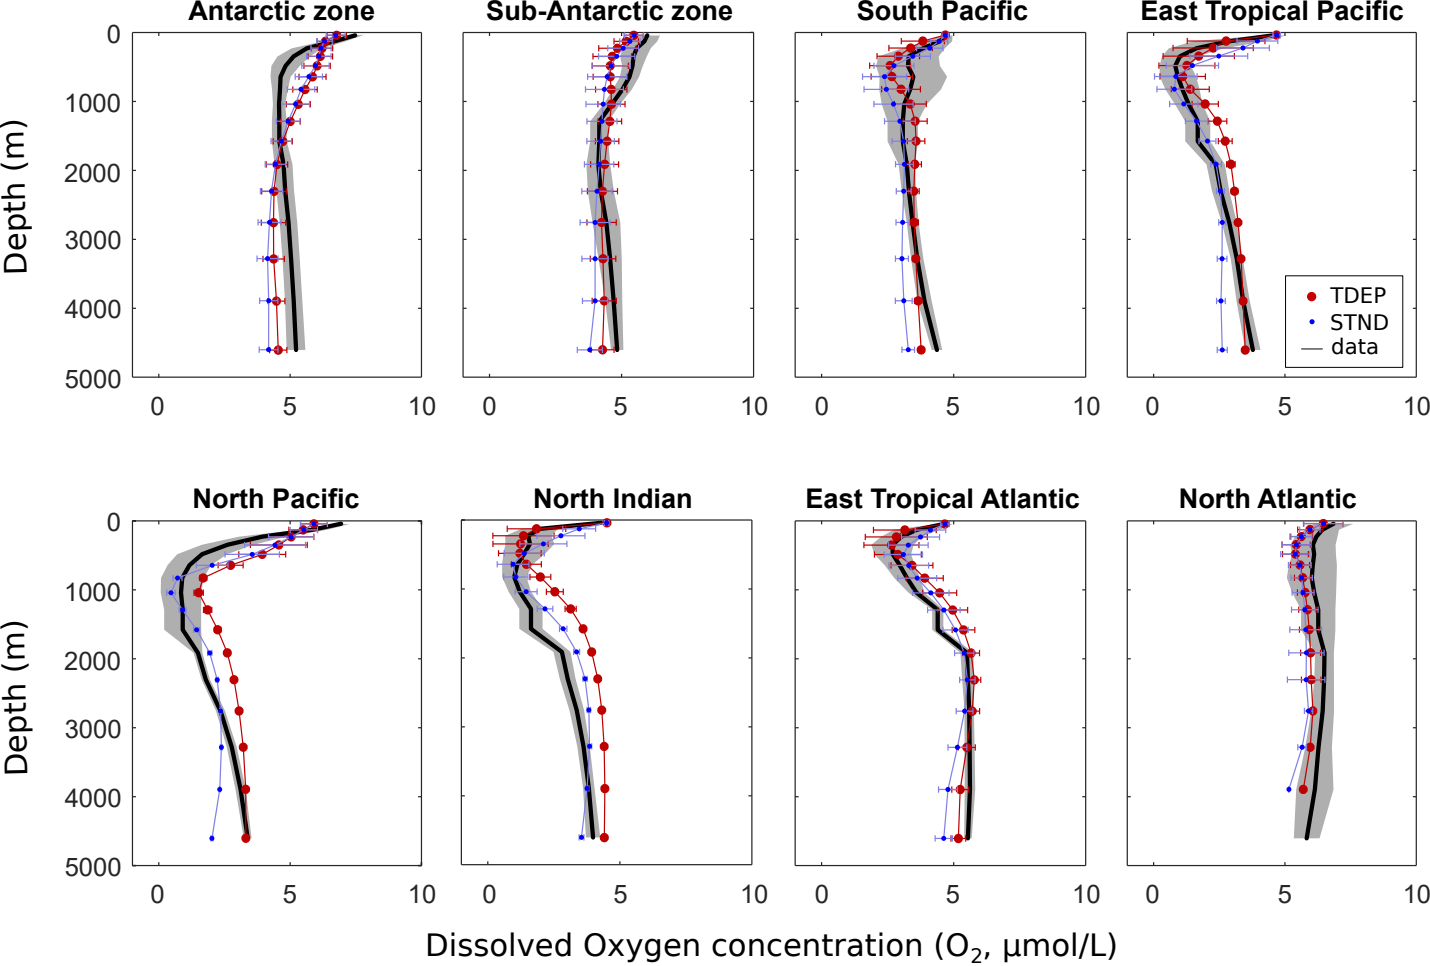 Antarctic zone
Sub-Antarctic zone
South Pacific
East Tropical Pacific
0
1000
2000
3000
4000
5000
Depth (m)
TDEP
STND
data
0 5 10
0 5 10
0 5 10
0 5 10
North Pacific
North Indian
East Tropical Atlantic
North Atlantic
0
1000
2000
3000
4000
5000
Depth (m)
0 5 10
0 5 10
0 5 10
0 5 10
Dissolved Oxygen concentration (O₂, μmol/L)